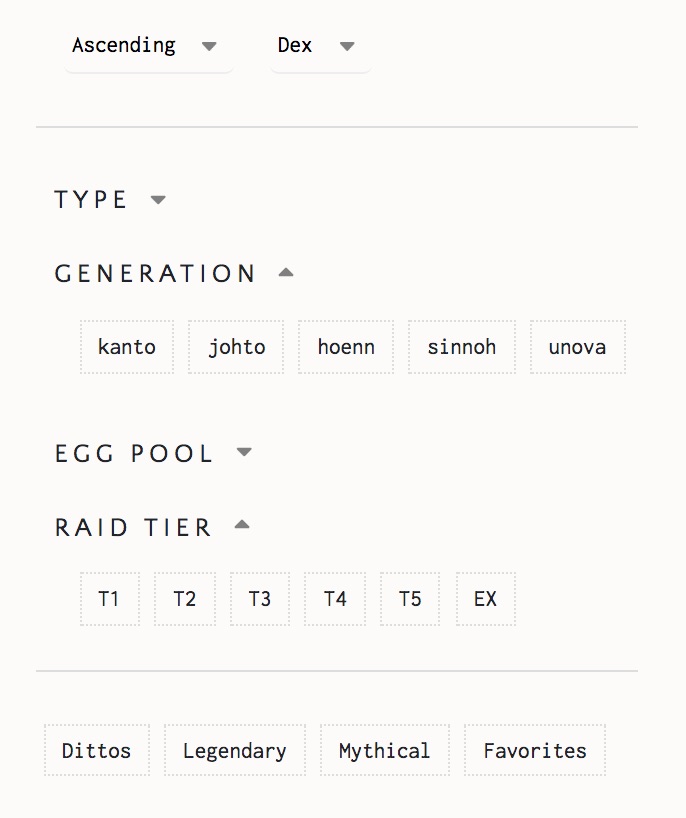 Ascending Dex
TYPE
GENERATION
kanto johto hoenn sinnoh unova
EGG POOL
RAID TIER
T1 T2 T3 T4 T5 EX
Dittos Legendary Mythical Favorites